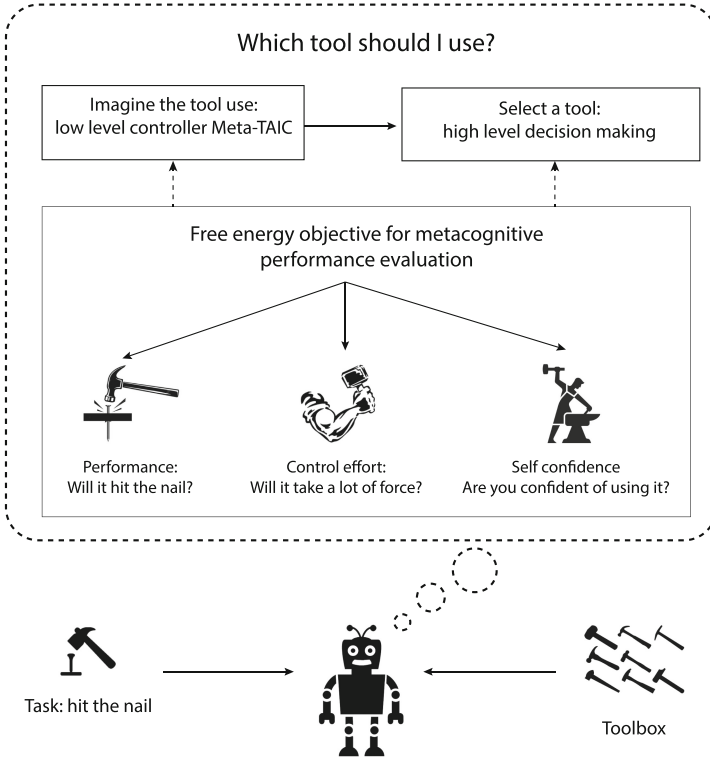 Which tool should I use?
Imagine the tool use:
low level controller Meta-TAIC
Select a tool:
high level decision making
Free energy objective for metacognitive
performance evaluation
Performance:
Will it hit the nail?
Control effort:
Will it take a lot of force?
Self confidence
Are you confident of using it?
Task: hit the nail
Toolbox